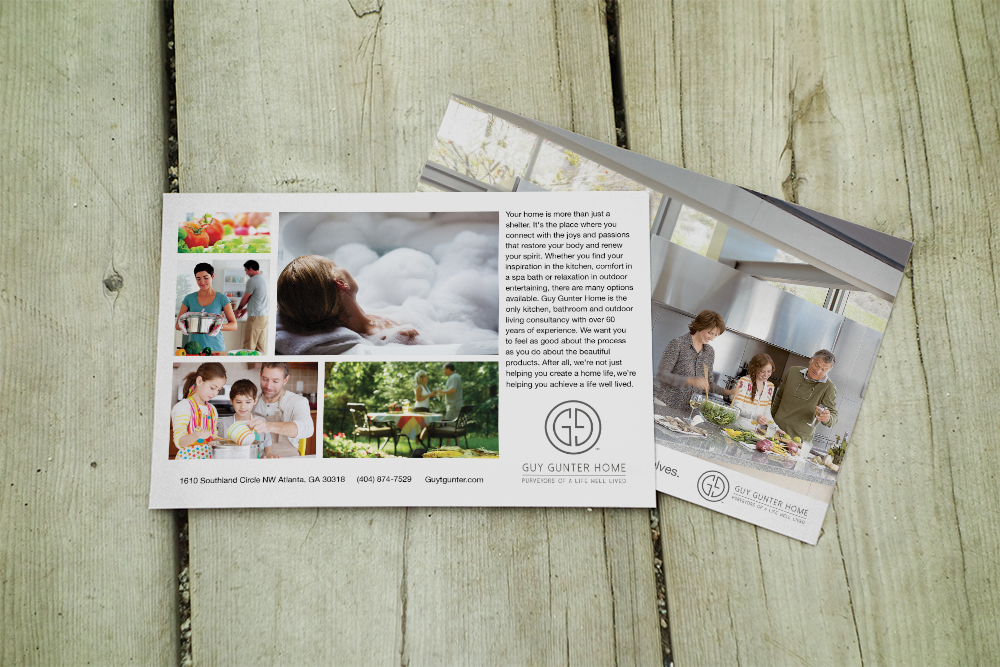 Your home is more than just a
shelter. It's the place where you
connect with the joys and passions
that restore your body and renew
your spirit. Whether you find your
inspiration in the kitchen, comfort in
a spa bath or relaxation in outdoor
entertaining, there are many options
available. Guy Gunter Home is the
only kitchen, bathroom and outdoor
living consultancy with over 60
years of experience. We want you
to feel as good about the process
as you do about the beautiful
products. After all, we're not just
helping you create a home life, we're
helping you achieve a life well lived.
GG
GUY GUNTER HOME
PURVEYORS OF A LIFE WELL LIVED
1610 Southland Circle NW Atlanta, GA 30318 (404) 874-7529 Guytgunter.com
elves.
GG
GUY GUNTER HOME
PURVEYORS OF A LIFE WELL LIVED